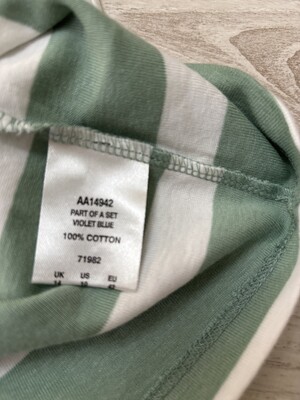 AA14942
PART OF A SET
VIOLET BLUE
100% COTTON
71982
UK US EU